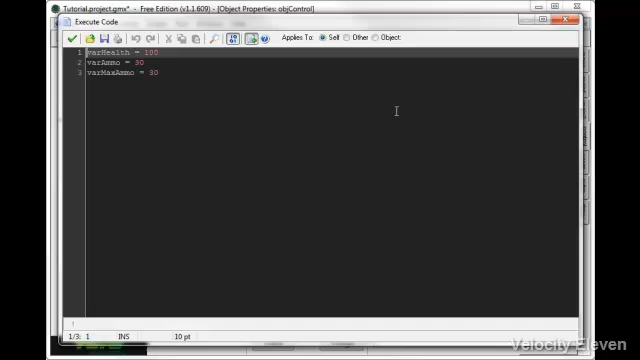 Tutorial.project.gmx* - Free Edition (v1.1.609) - [Object Properties: objControl]
Execute Code
Applies To: Self Other Object:
1 varHealth = 100
2 varAmmo = 30
3 varMaxAmmo = 30
1/3: 1 INS 10 pt
Velocity Eleven